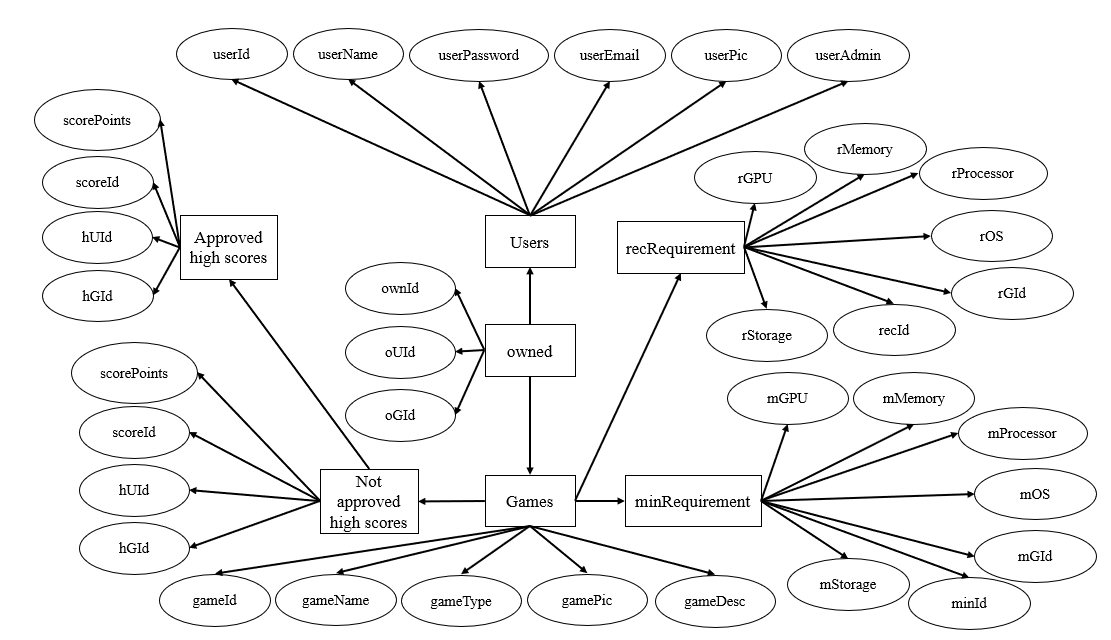 userId
userName
userPassword
userEmail
userPic
userAdmin
scorePoints
scoreId
hUId
hGId
Approved
high scores
Users
recRequirement
rGPU
rMemory
rProcessor
rOS
rGId
recId
rStorage
ownId
oUId
oGId
owned
scorePoints
scoreId
hUId
hGId
Not
approved
high scores
Games
minRequirement
mGPU
mMemory
mProcessor
mOS
mGId
minId
mStorage
gameId
gameName
gameType
gamePic
gameDesc